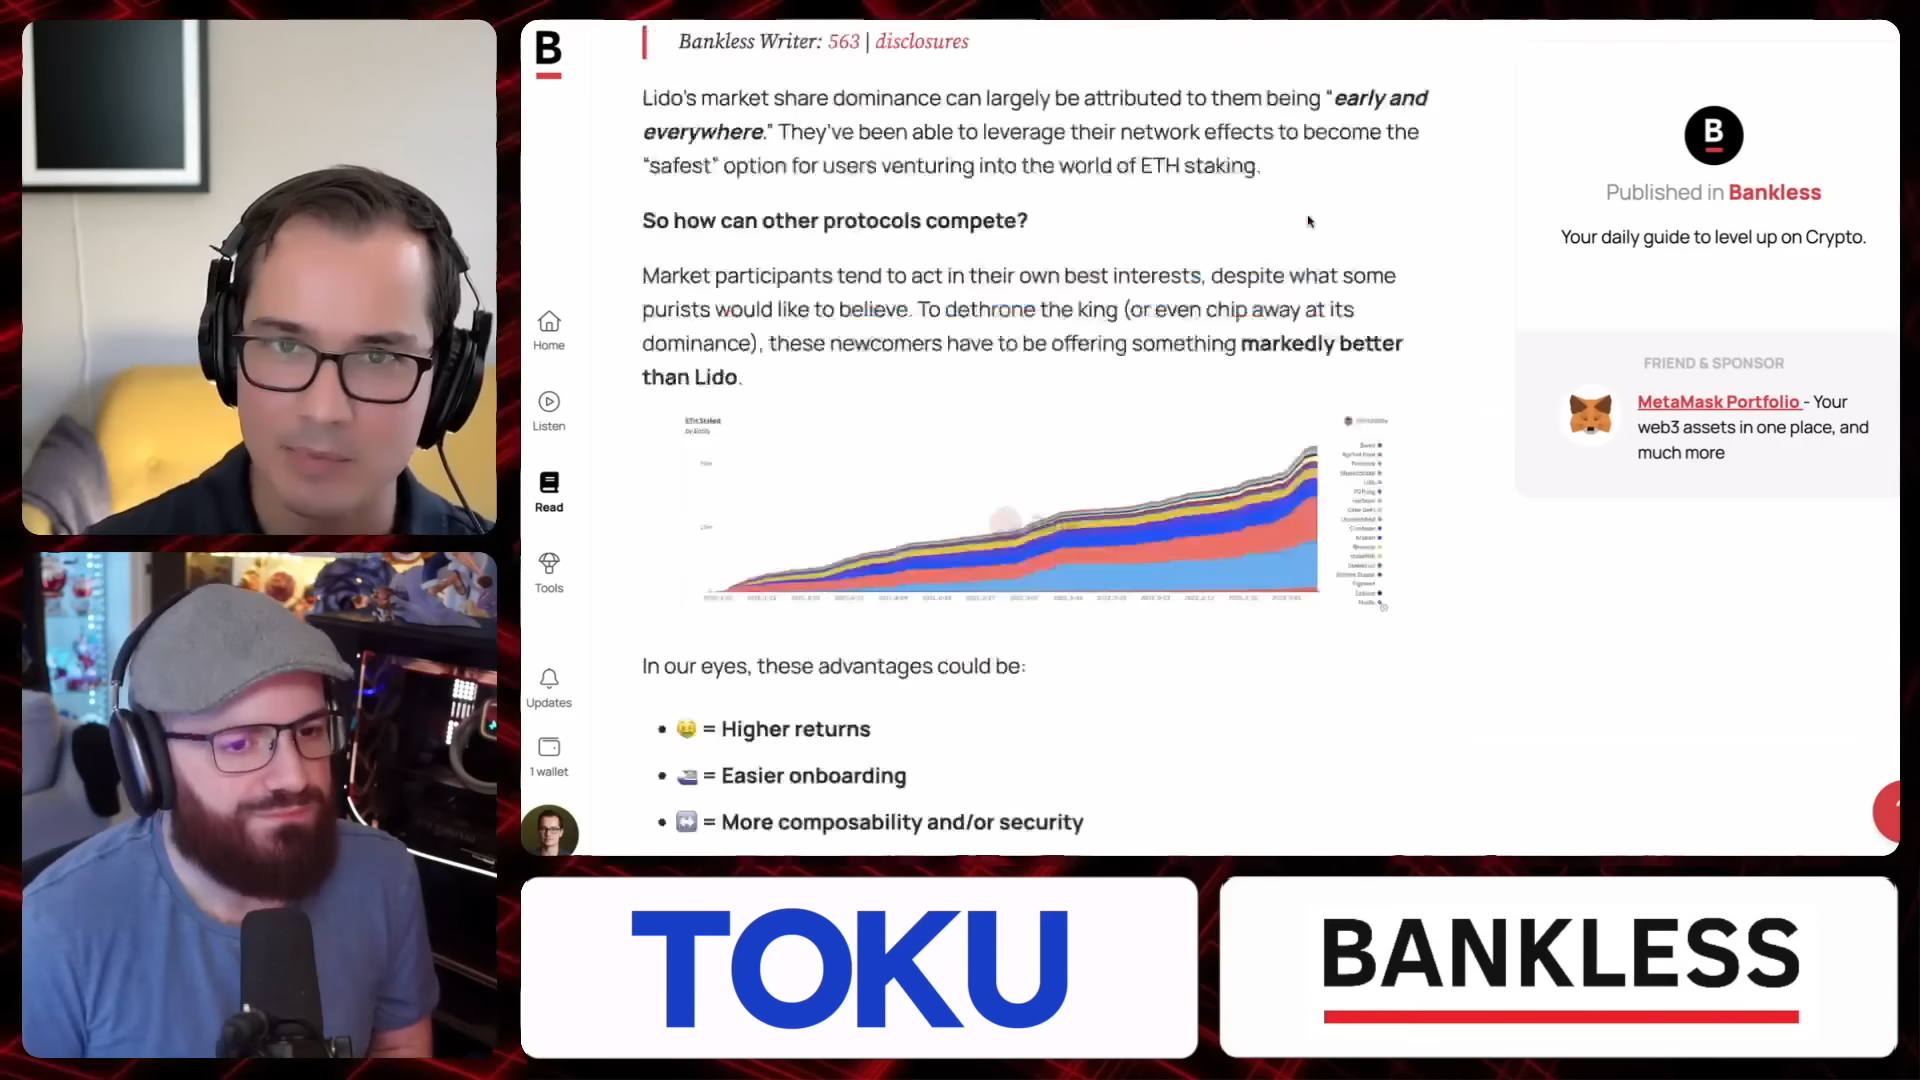 B
Bankless Writer: 563 | disclosures
Lido's market share dominance can largely be attributed to them being “early and
everywhere.” They've been able to leverage their network effects to become the
“safest” option for users venturing into the world of ETH staking.
So how can other protocols compete?
Market participants tend to act in their own best interests, despite what some
purists would like to believe. To dethrone the king (or even chip away at its
dominance), these newcomers have to be offering something markedly better
than Lido.
ETH Staked
by Entity
In our eyes, these advantages could be:
• 🤑 = Higher returns
• 🚢 = Easier onboarding
• ↔️ = More composability and/or security
Home
Listen
Read
Tools
Updates
1 wallet
B
Published in Bankless
Your daily guide to level up on Crypto.
FRIEND & SPONSOR
MetaMask Portfolio - Your
web3 assets in one place, and
much more
TOKU
BANKLESS